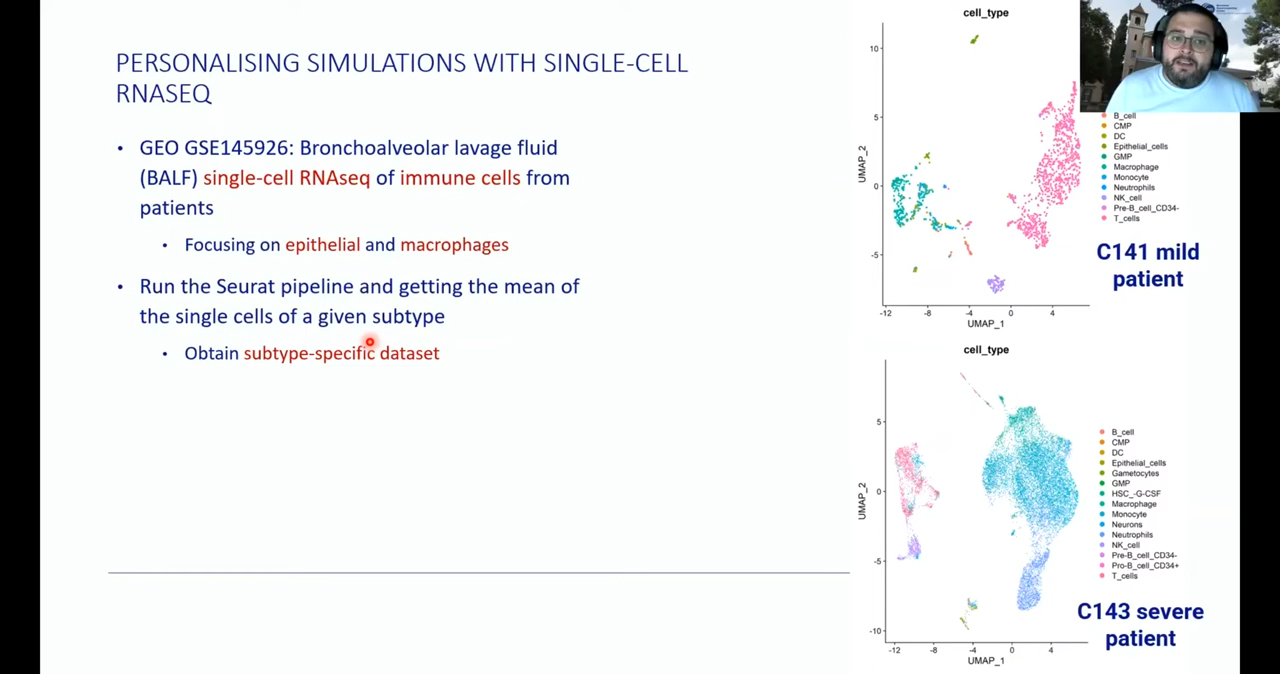 PERSONALISING SIMULATIONS WITH SINGLE-CELL
RNASEQ
• GEO GSE145926: Bronchoalveolar lavage fluid
(BALF) single-cell RNAseq of immune cells from
patients
• Focusing on epithelial and macrophages
• Run the Seurat pipeline and getting the mean of
the single cells of a given subtype
• Obtain subtype-specific dataset
cell_type
10
5
0
-5
-12
-8
-4
0
4
UMAP_1
UMAP_2
B_cell
CMP
DC
Epithelial_cells
GMP
Macrophage
Monocyte
Neutrophils
NK_cell
Pre-B_cell_CD34-
T_cells
C141 mild
patient
cell_type
5
0
-5
-10
-12
-8
-4
0
4
UMAP_1
UMAP_2
B_cell
CMP
DC
Epithelial_cells
Gametocytes
GMP
HSC_-G-CSF
Macrophage
Monocyte
Neurons
Neutrophils
NK_cell
Pre-B_cell_CD34-
Pro-B_cell_CD34+
T_cells
C143 severe
patient